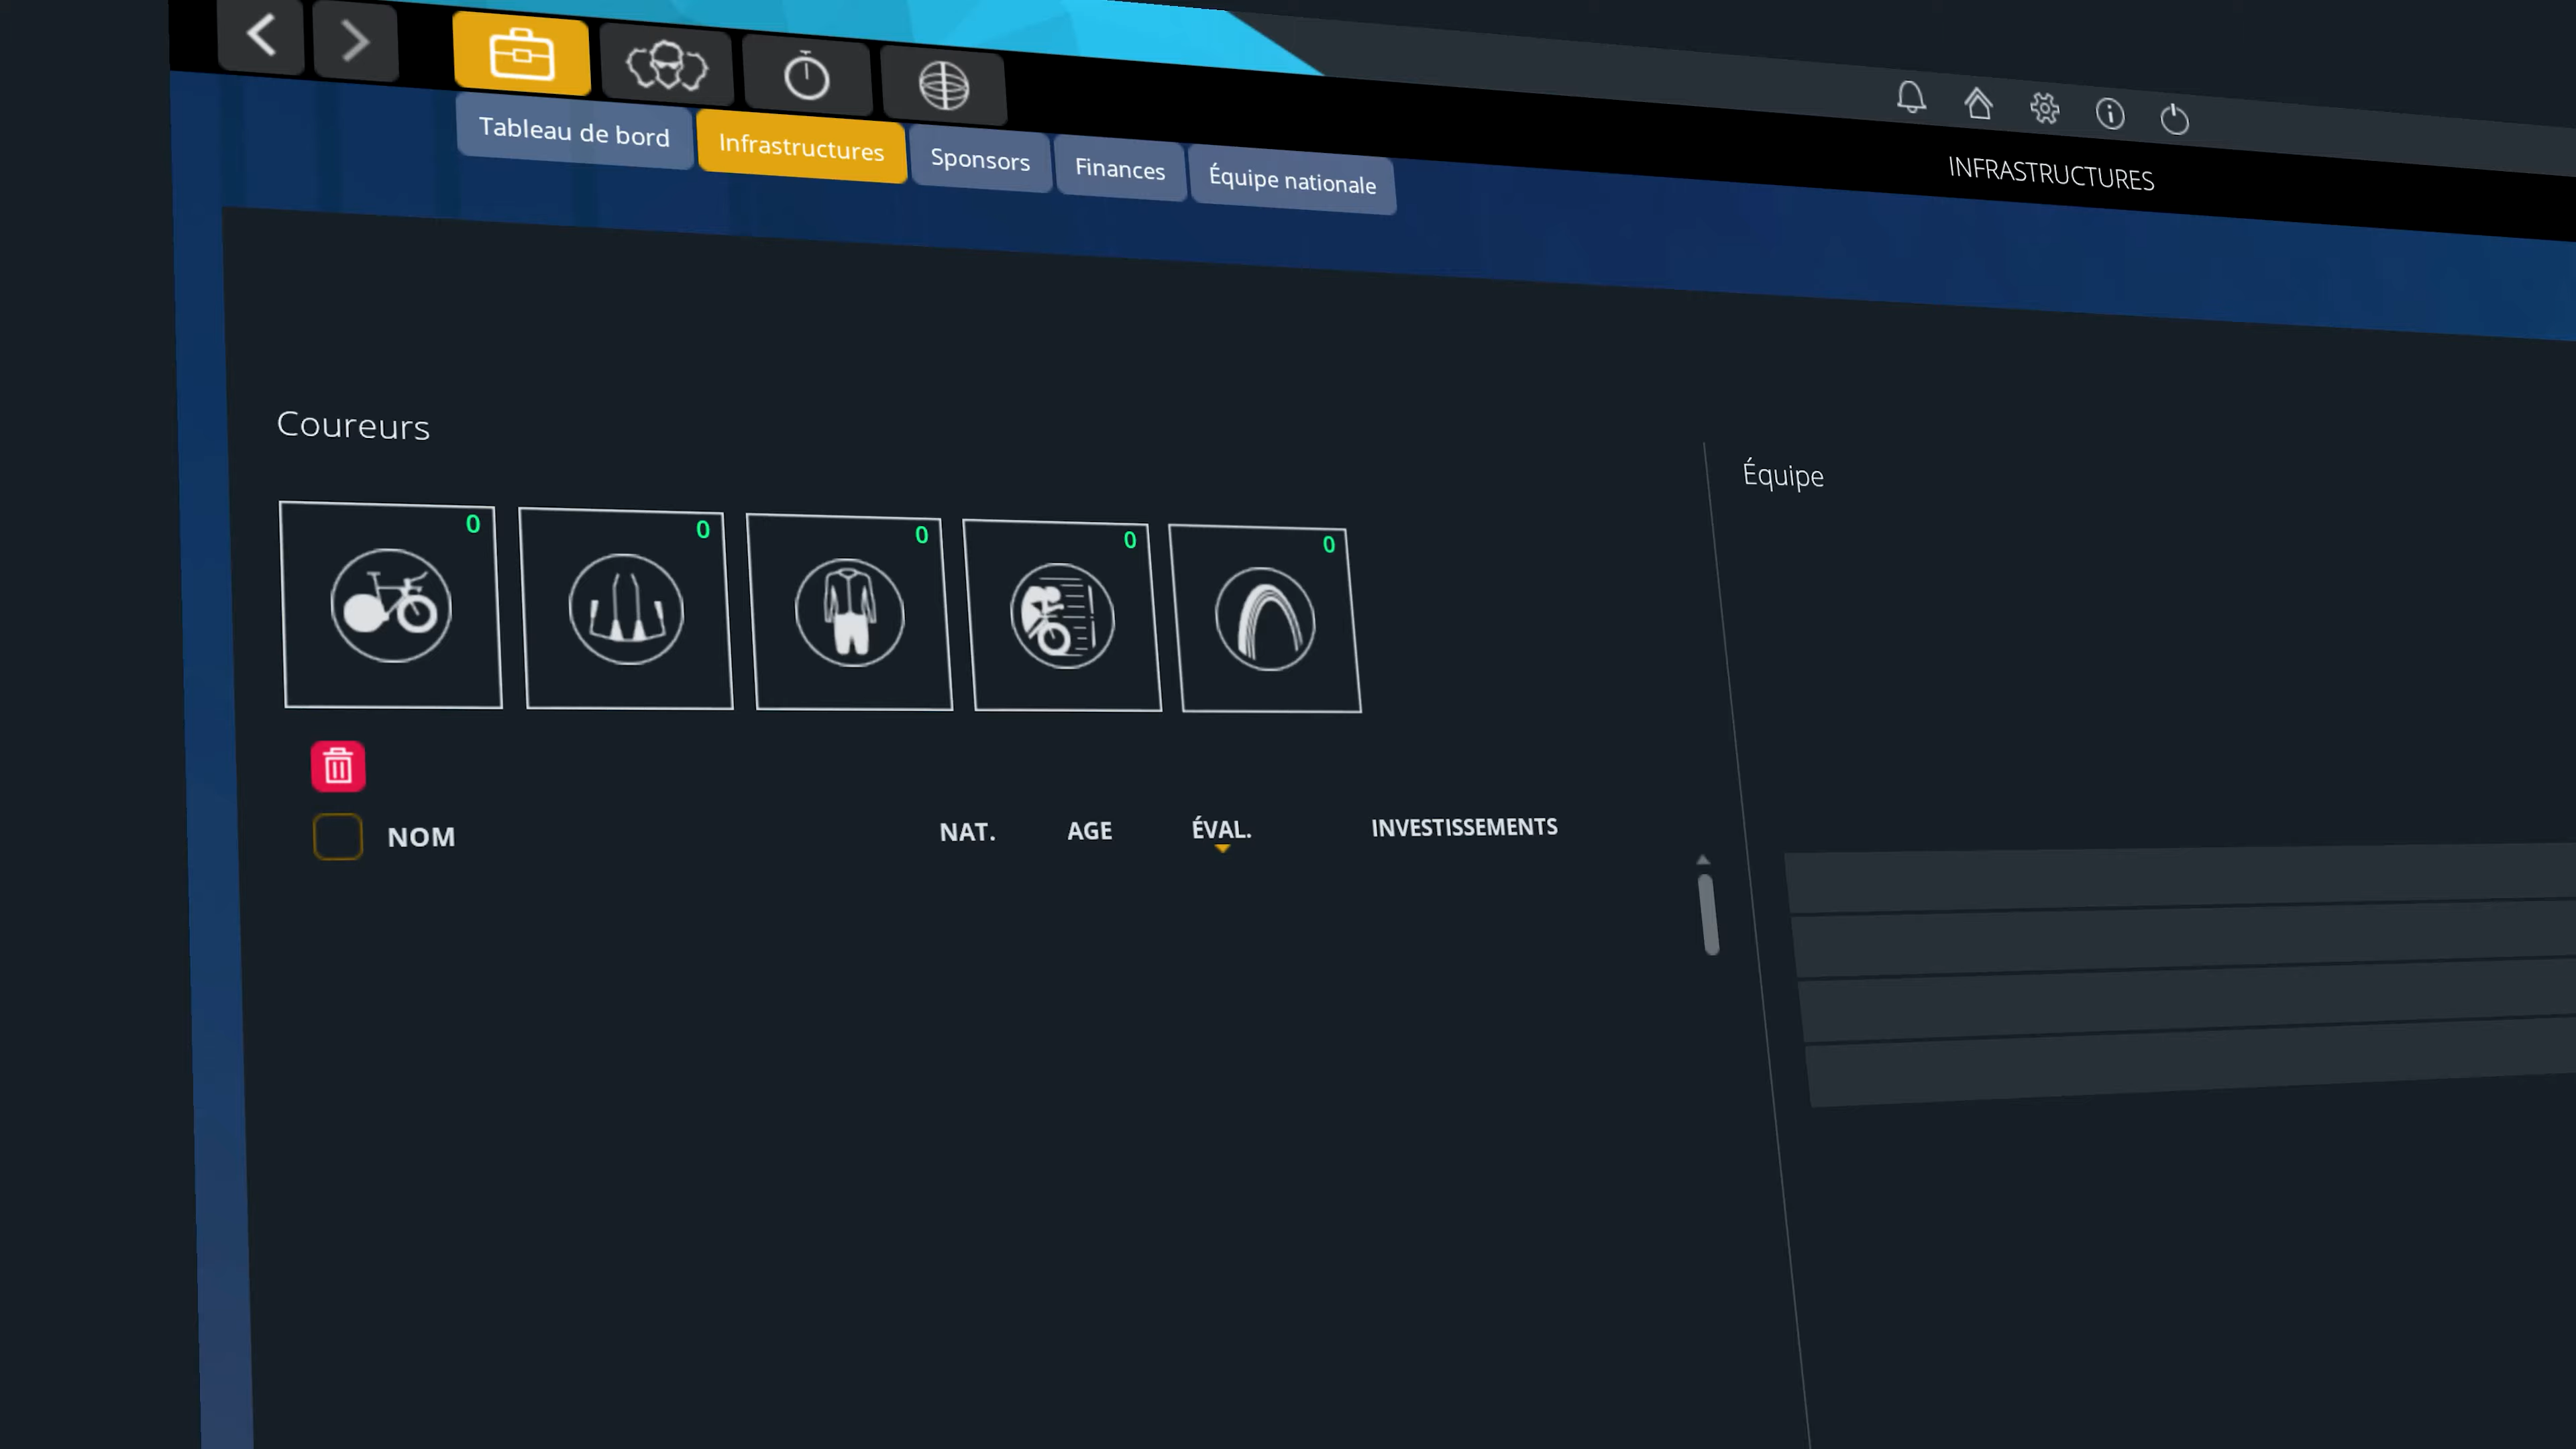 Tableau de bord
Infrastructures
Sponsors
Finances
Équipe nationale
INFRASTRUCTURES
Coureurs
0
0
0
0
0
NOM
NAT.
AGE
ÉVAL.
INVESTISSEMENTS
Équipe